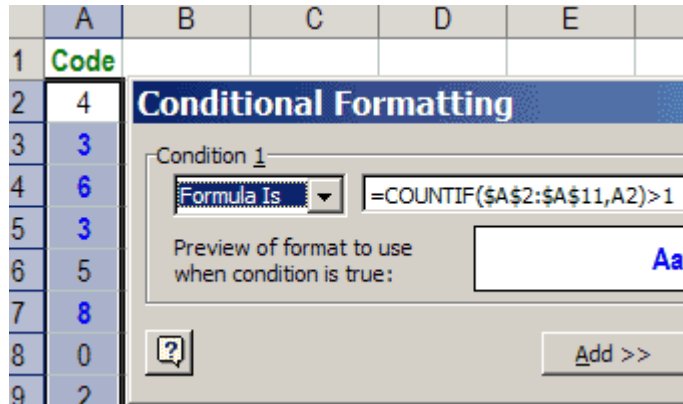 A B C D E
1 Code
2 4 Conditional Formatting
3 3 Condition 1
4 6 Formula Is =COUNTIF($A$2:$A$11,A2)>1
5 3 Preview of format to use
6 5 when condition is true: Aa
7 8
8 0 ? Add >>
9 2